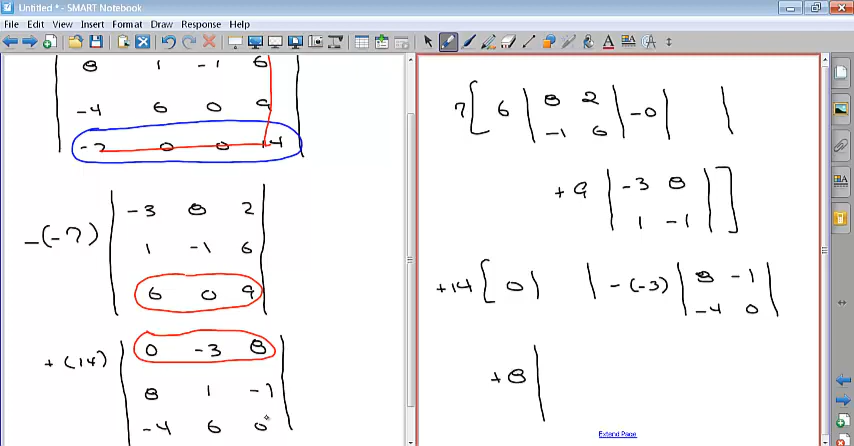 Untitled * - SMART Notebook
File Edit View Insert Format Draw Response Help
8 1 -1 6
-4 6 0 9
-7 0 0 14
-(-7) | -3 8 2 |
| 1 -1 6 |
| 6 0 9 |
+(14) | 0 -3 8 |
| 8 1 -1 |
| -4 6 0 |
7[ 6 | 8 2 | -0 | |
| -1 6 |
+9 | -3 8 | ]
| 1 -1 |
+14[ 0 | | -(-3) | 8 -1 |
| -4 0 |
+8 |
Extend Page